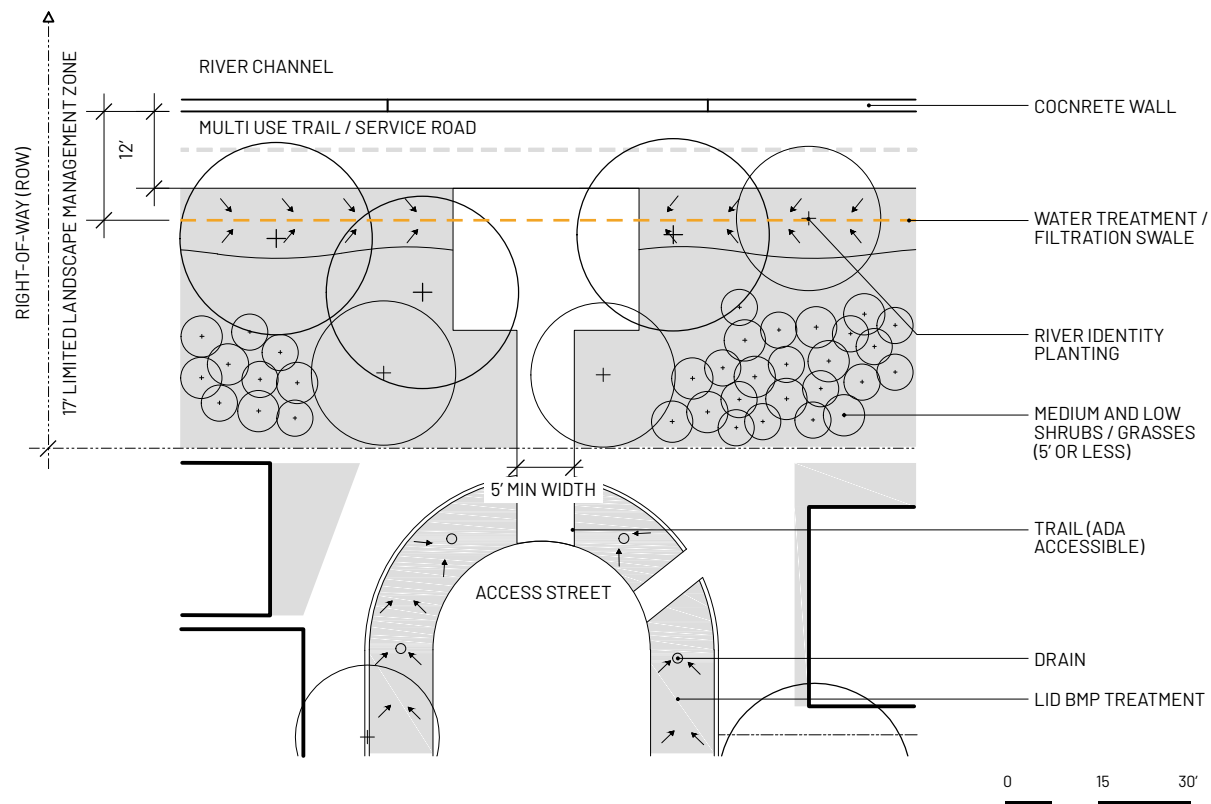 RIVER CHANNEL
COCNRETE WALL
MULTI USE TRAIL / SERVICE ROAD
12'
RIGHT-OF-WAY (ROW)
17' LIMITED LANDSCAPE MANAGEMENT ZONE
WATER TREATMENT /
FILTRATION SWALE
RIVER IDENTITY
PLANTING
MEDIUM AND LOW
SHRUBS / GRASSES
(5' OR LESS)
5' MIN WIDTH
TRAIL (ADA
ACCESSIBLE)
ACCESS STREET
DRAIN
LID BMP TREATMENT
0 15 30'